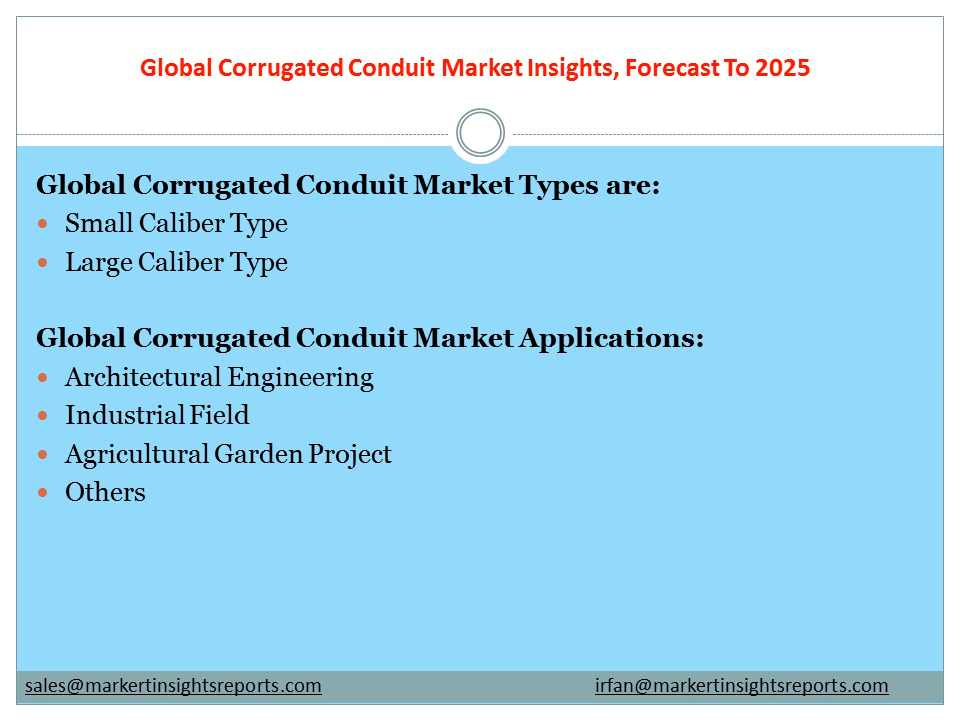 Global Corrugated Conduit Market Insights, Forecast To 2025
Global Corrugated Conduit Market Types are:
Small Caliber Type
Large Caliber Type
Global Corrugated Conduit Market Applications:
Architectural Engineering
Industrial Field
Agricultural Garden Project
Others
sales@markertinsightsreports.com
irfan@markertinsightsreports.com